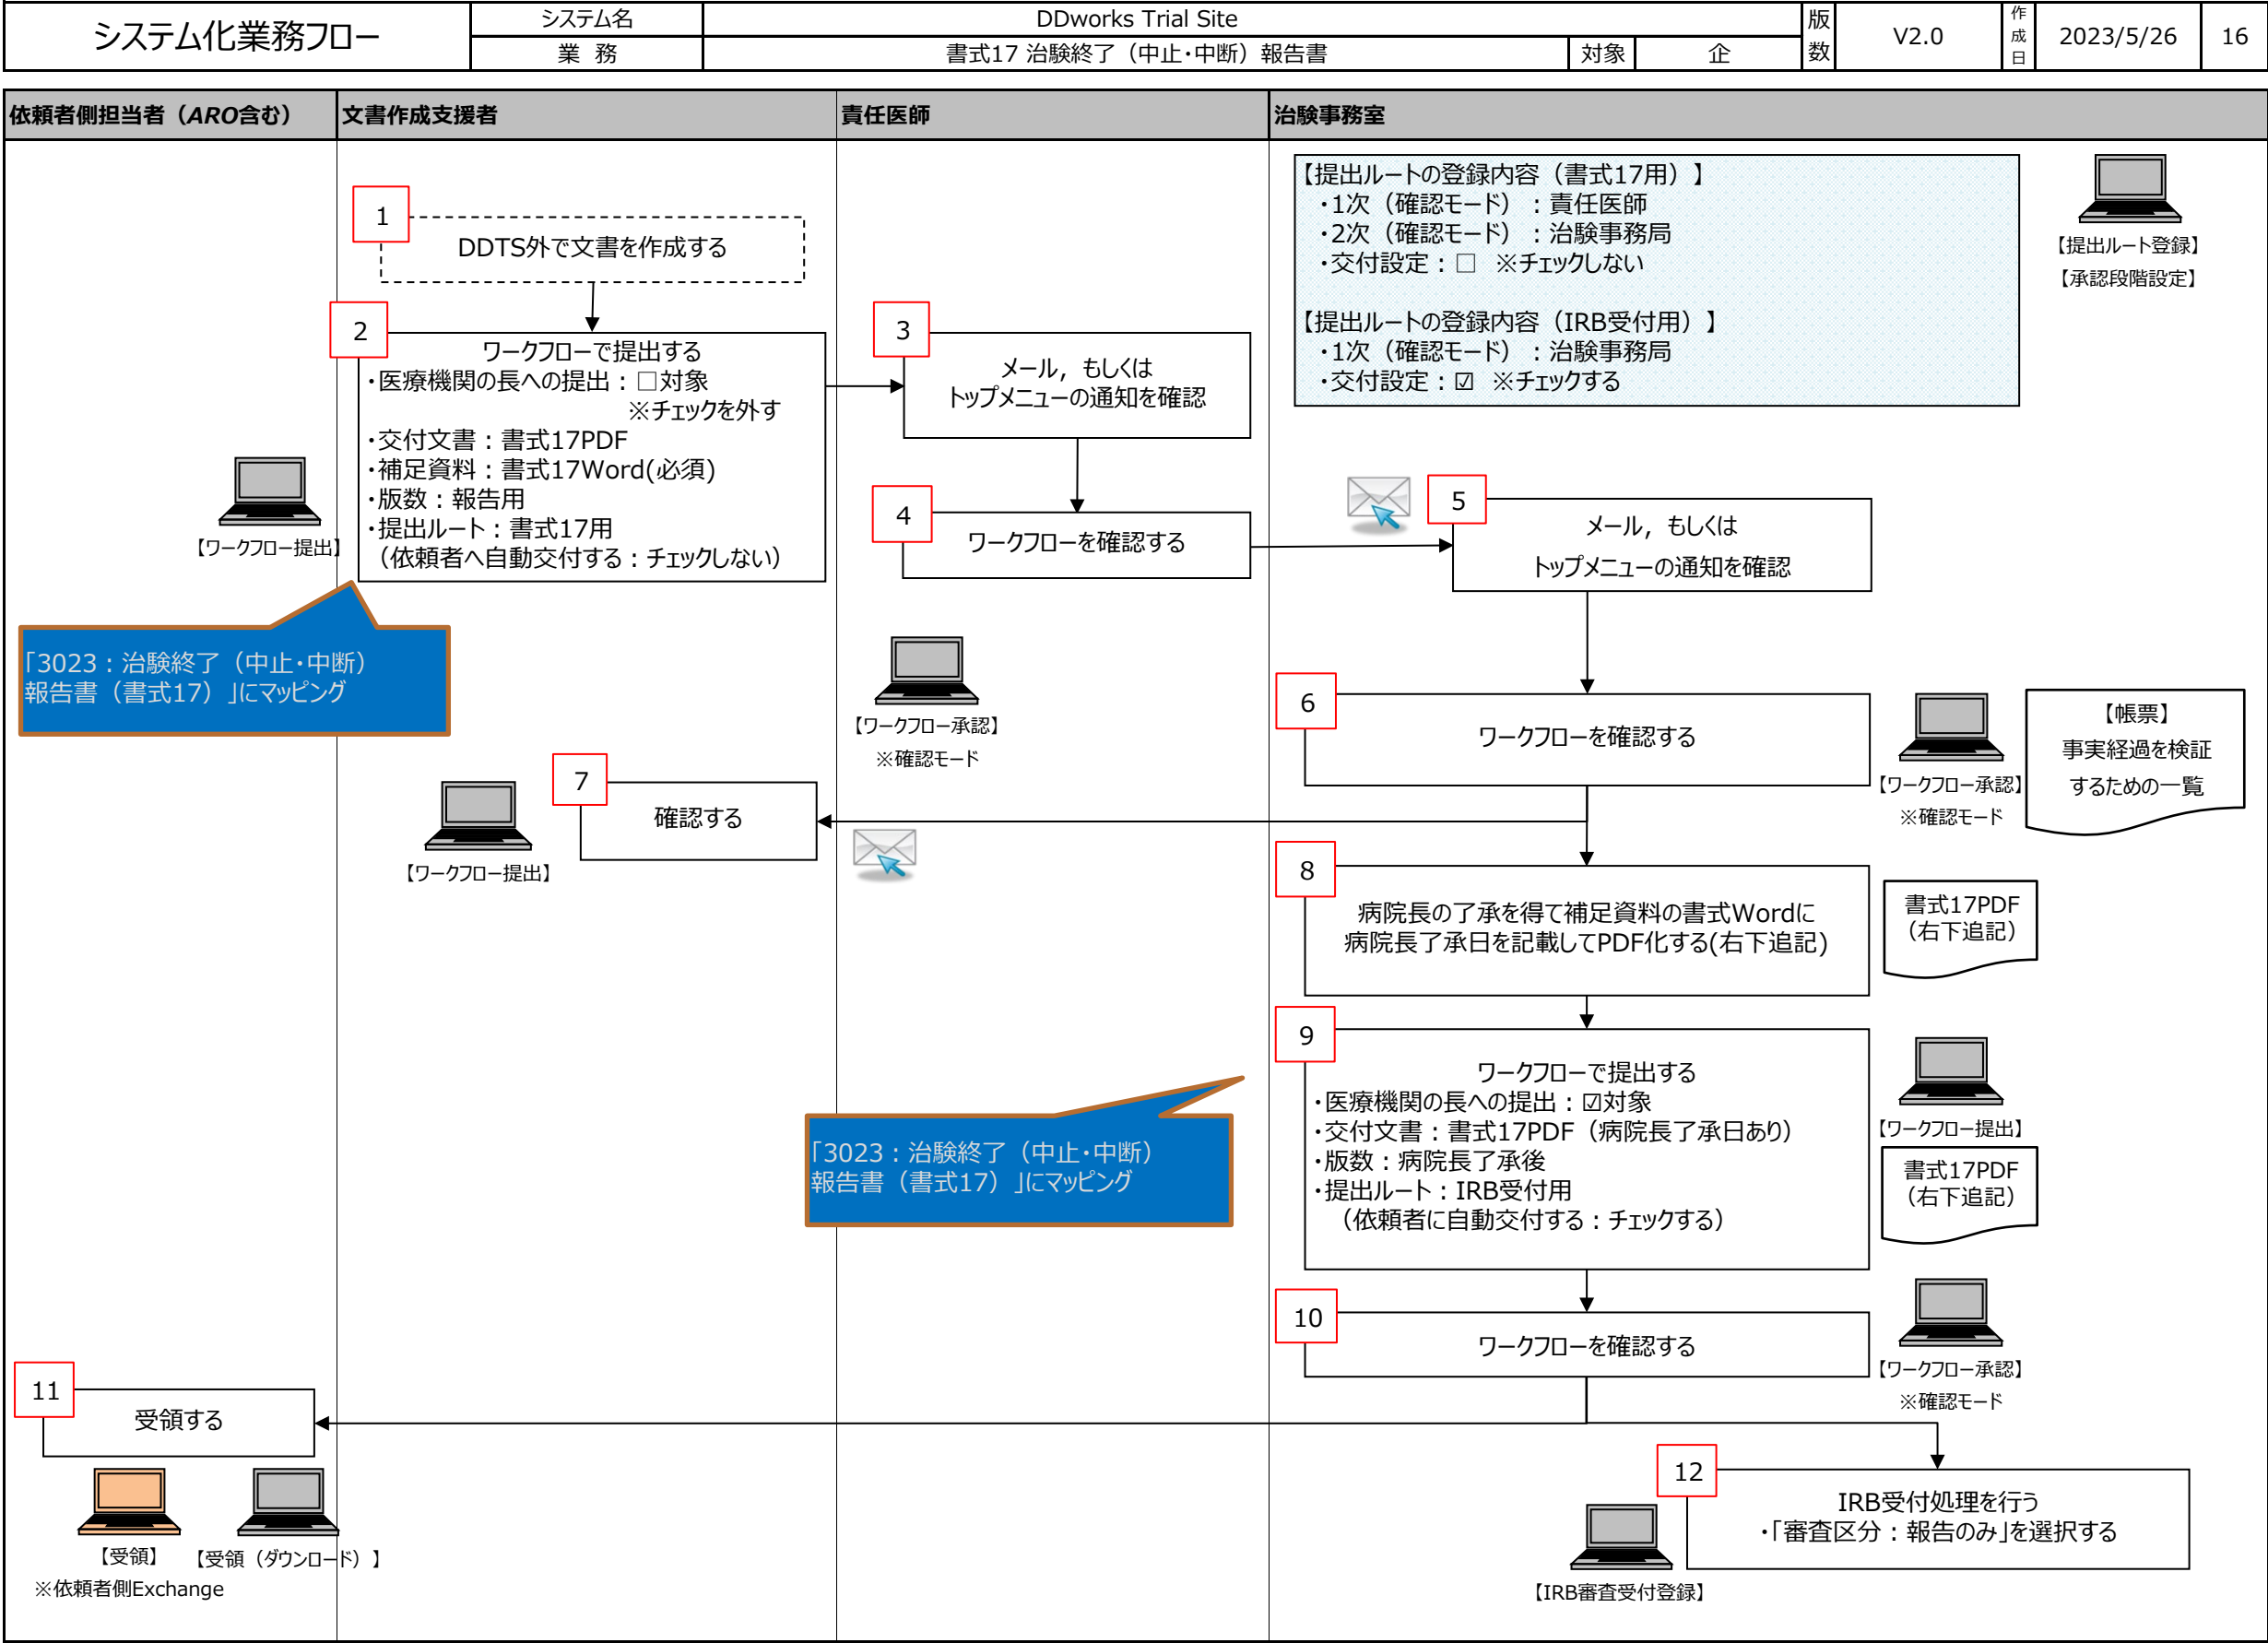 システム化業務フロー
システム名
DDworks Trial Site
業 務
書式17 治験終了（中止・中断）報告書
対象
企
版数
V2.0
作成日
2023/5/26
16
依頼者側担当者（ARO含む）
文書作成支援者
責任医師
治験事務室
【提出ルートの登録内容（書式17用）】
・1次（確認モード）：責任医師
・2次（確認モード）：治験事務局
・交付設定：□ ※チェックしない
【提出ルートの登録内容（IRB受付用）】
・1次（確認モード）：治験事務局
・交付設定：☑ ※チェックする
【提出ルート登録】
【承認段階設定】
1
DDTS外で文書を作成する
2
ワークフローで提出する
・医療機関の長への提出：□対象
※チェックを外す
・交付文書：書式17PDF
・補足資料：書式17Word(必須)
・版数：報告用
・提出ルート：書式17用
（依頼者へ自動交付する：チェックしない）
【ワークフロー提出】
「3023：治験終了（中止・中断）
報告書（書式17）」にマッピング
3
メール，もしくは
トップメニューの通知を確認
4
ワークフローを確認する
【ワークフロー承認】
※確認モード
5
メール，もしくは
トップメニューの通知を確認
6
ワークフローを確認する
【ワークフロー承認】
※確認モード
【帳票】
事実経過を検証
するための一覧
7
確認する
【ワークフロー提出】
8
病院長の了承を得て補足資料の書式Wordに
病院長了承日を記載してPDF化する(右下追記)
書式17PDF
（右下追記）
9
ワークフローで提出する
・医療機関の長への提出：☑対象
・交付文書：書式17PDF（病院長了承日あり）
・版数：病院長了承後
・提出ルート：IRB受付用
（依頼者に自動交付する：チェックする）
【ワークフロー提出】
書式17PDF
（右下追記）
「3023：治験終了（中止・中断）
報告書（書式17）」にマッピング
10
ワークフローを確認する
【ワークフロー承認】
※確認モード
11
受領する
【受領】
【受領（ダウンロード）】
※依頼者側Exchange
12
IRB受付処理を行う
・「審査区分：報告のみ」を選択する
【IRB審査受付登録】